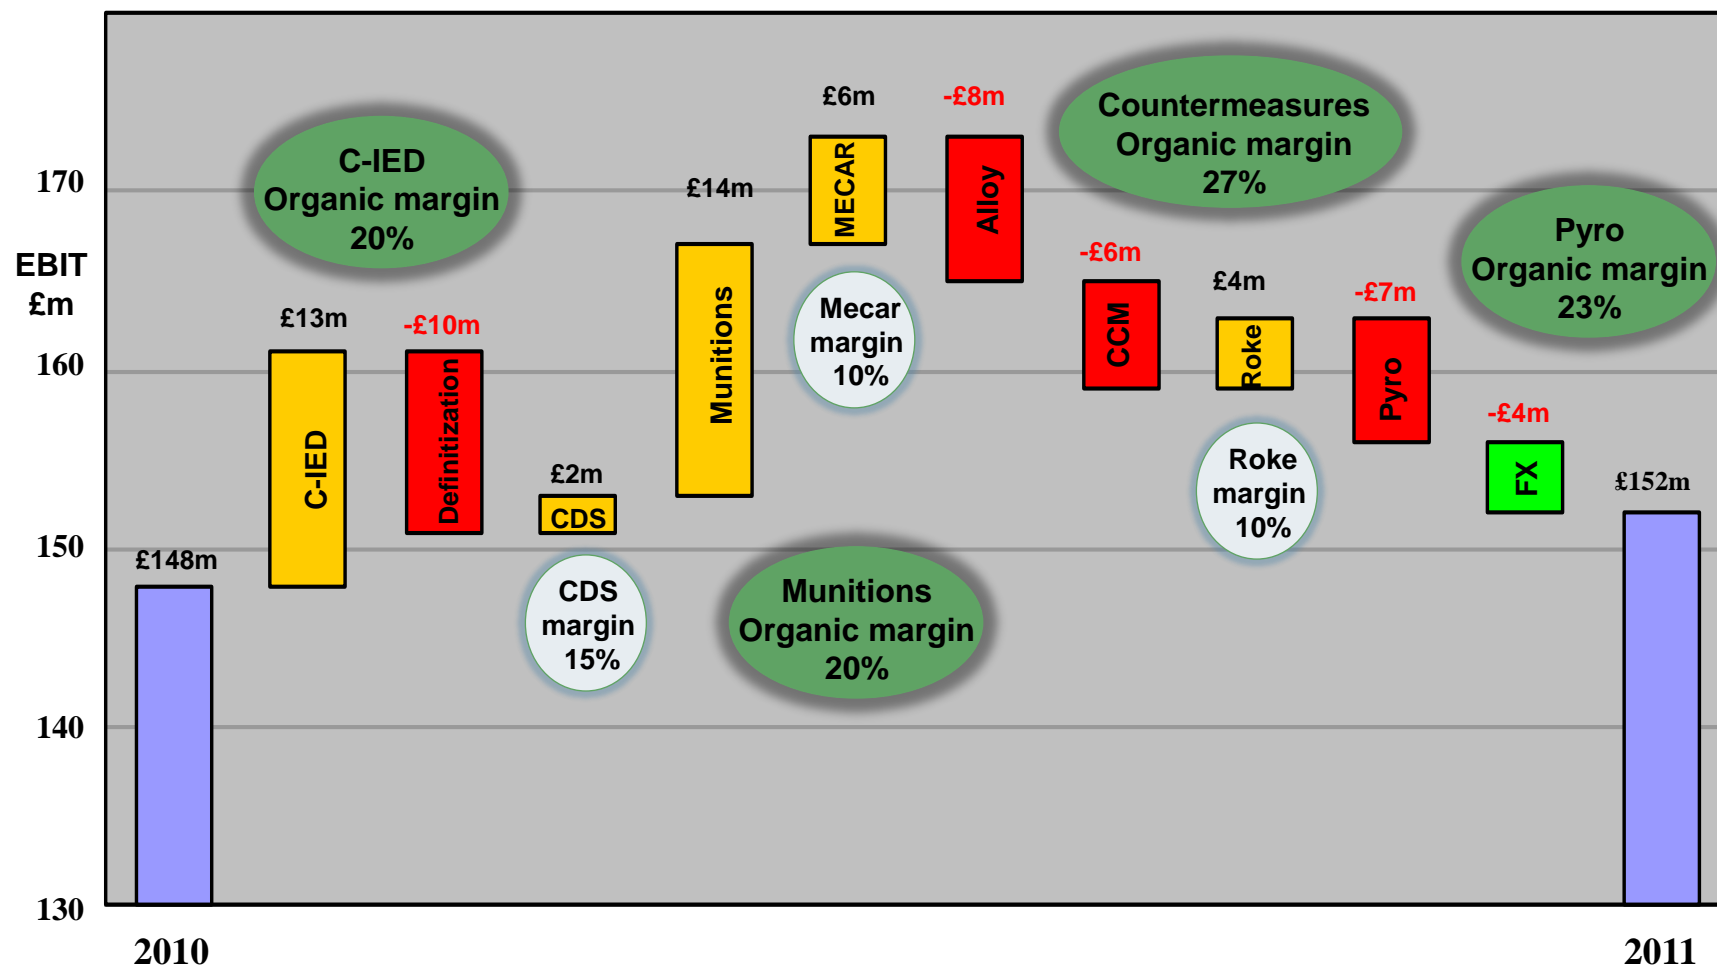 £6m
-£8m
Countermeasures
Organic margin
27%
C-IED
Organic margin
20%
170
£14m
MECAR
Alloy
Pyro
Organic margin
23%
EBIT
£m
-£6m
£4m
-£7m
£13m
-£10m
Munitions
Mecar
margin
10%
CCM
Roke
Pyro
160
Definitization
C-IED
-£4m
£2m
CDS
Roke
margin
10%
FX
£152m
150
£148m
CDS
margin
15%
Munitions
Organic margin
20%
140
130
2010
2011